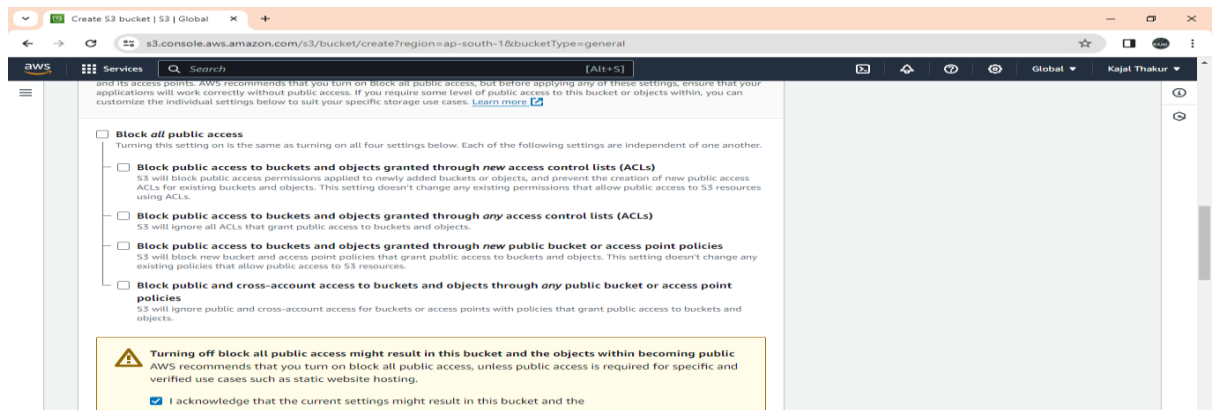 Create S3 bucket | S3 | Global
s3.console.aws.amazon.com/s3/bucket/create?region=ap-south-1&bucketType=general
aws
Services
Search
[Alt+S]
Global
Kajal Thakur
and its access points. AWS recommends that you turn on Block all public access, but before applying any of these settings, ensure that your
applications will work correctly without public access. If you require some level of public access to this bucket or objects within, you can
customize the individual settings below to suit your specific storage use cases. Learn more
Block all public access
Turning this setting on is the same as turning on all four settings below. Each of the following settings are independent of one another.
Block public access to buckets and objects granted through new access control lists (ACLs)
S3 will block public access permissions applied to newly added buckets or objects, and prevent the creation of new public access
ACLs for existing buckets and objects. This setting doesn't change any existing permissions that allow public access to S3 resources
using ACLs.
Block public access to buckets and objects granted through any access control lists (ACLs)
S3 will ignore all ACLs that grant public access to buckets and objects.
Block public access to buckets and objects granted through new public bucket or access point policies
S3 will block new bucket and access point policies that grant public access to buckets and objects. This setting doesn't change any
existing policies that allow public access to S3 resources.
Block public and cross-account access to buckets and objects through any public bucket or access point
policies
S3 will ignore public and cross-account access for buckets or access points with policies that grant public access to buckets and
objects.
Turning off block all public access might result in this bucket and the objects within becoming public
AWS recommends that you turn on block all public access, unless public access is required for specific and
verified use cases such as static website hosting.
I acknowledge that the current settings might result in this bucket and the